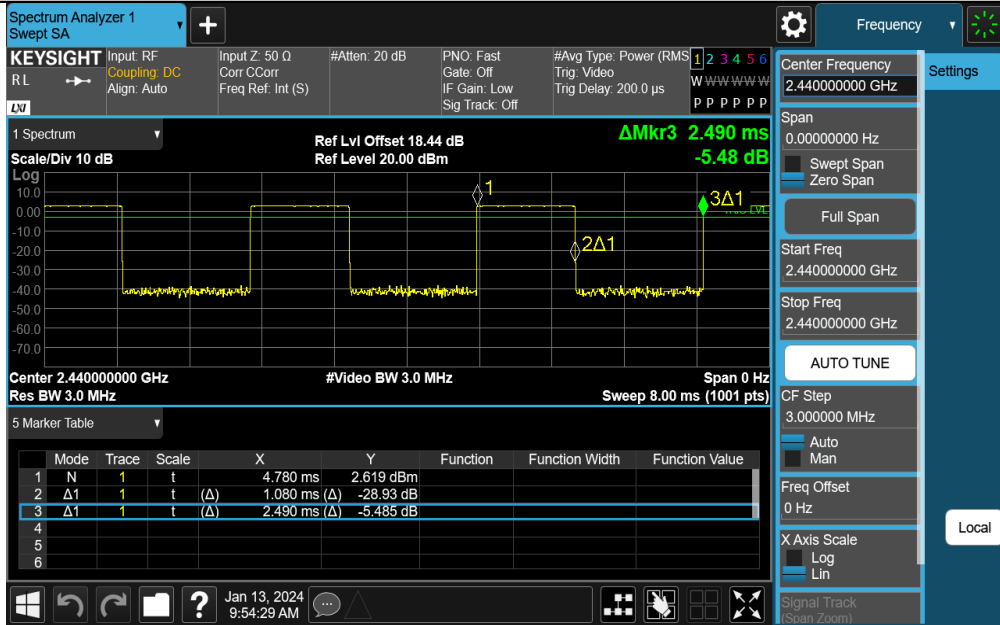 Spectrum Analyzer 1
Swept SA
+
Frequency
KEYSIGHT
RL
LXI
Input: RF
Coupling: DC
Align: Auto
Input Z: 50 Ω
Corr CCorr
Freq Ref: Int (S)
#Atten: 20 dB
PNO: Fast
Gate: Off
IF Gain: Low
Sig Track: Off
#Avg Type: Power (RMS
Trig: Video
Trig Delay: 200.0 µs
1 2 3 4 5 6
W W W W W W
P P P P P P
1 Spectrum
Scale/Div 10 dB
Log
Ref Lvl Offset 18.44 dB
Ref Level 20.00 dBm
ΔMkr3 2.490 ms
-5.48 dB
10.0
0.00
-10.0
-20.0
-30.0
-40.0
-50.0
-60.0
-70.0
1
2Δ1
3Δ1
TRIG LVL
Center 2.440000000 GHz
Res BW 3.0 MHz
#Video BW 3.0 MHz
Span 0 Hz
Sweep 8.00 ms (1001 pts)
5 Marker Table
Mode Trace Scale X Y Function Function Width Function Value
1 N 1 t 4.780 ms 2.619 dBm
2 Δ1 1 t (Δ) 1.080 ms (Δ) -28.93 dB
3 Δ1 1 t (Δ) 2.490 ms (Δ) -5.485 dB
4
5
6
?
Jan 13, 2024
9:54:29 AM
Center Frequency
2.440000000 GHz
Span
0.00000000 Hz
Swept Span
Zero Span
Full Span
Start Freq
2.440000000 GHz
Stop Freq
2.440000000 GHz
AUTO TUNE
CF Step
3.000000 MHz
Auto
Man
Freq Offset
0 Hz
X Axis Scale
Log
Lin
Signal Track
(Span Zoom)
Settings
Local